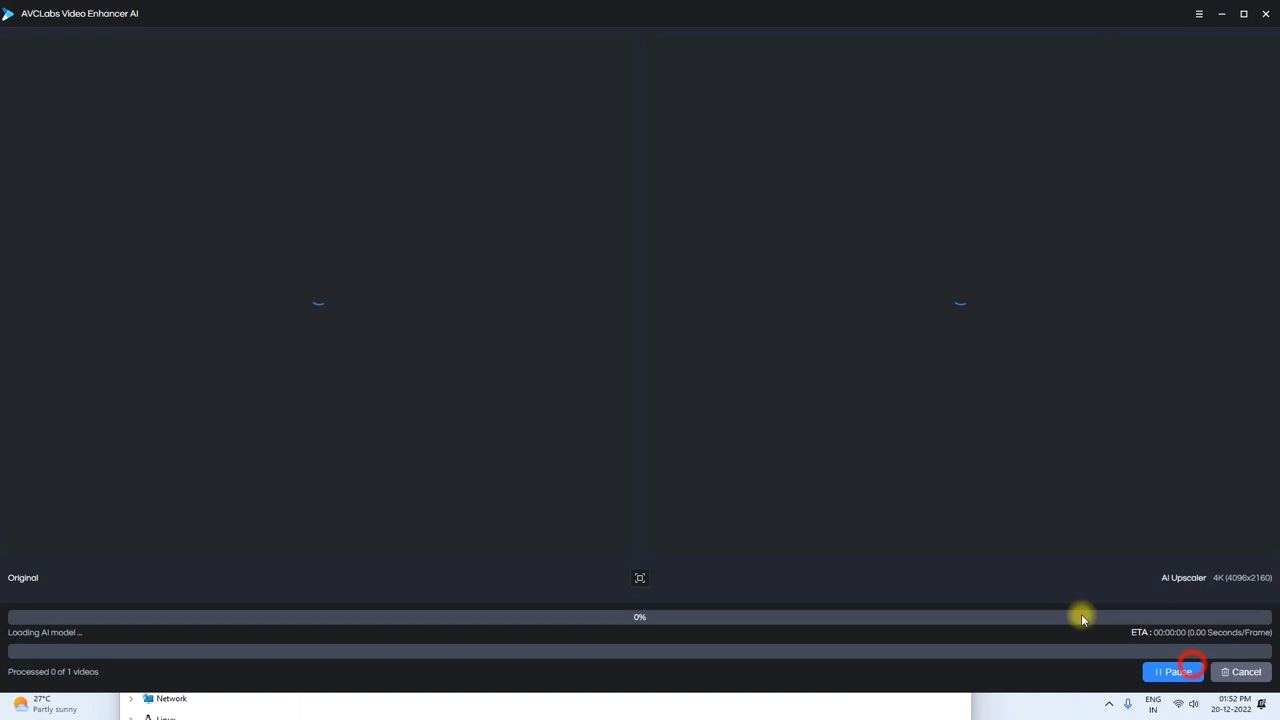 AVCLabs Video Enhancer AI
Original
AI Upscaler 4K (4096x2160)
0%
Loading AI model ...
ETA : 00:00:00 (0.00 Seconds/Frame)
Processed 0 of 1 videos
Pause
Cancel
27°C
Partly sunny
Network
Linux
ENG
IN
01:52 PM
20-12-2022